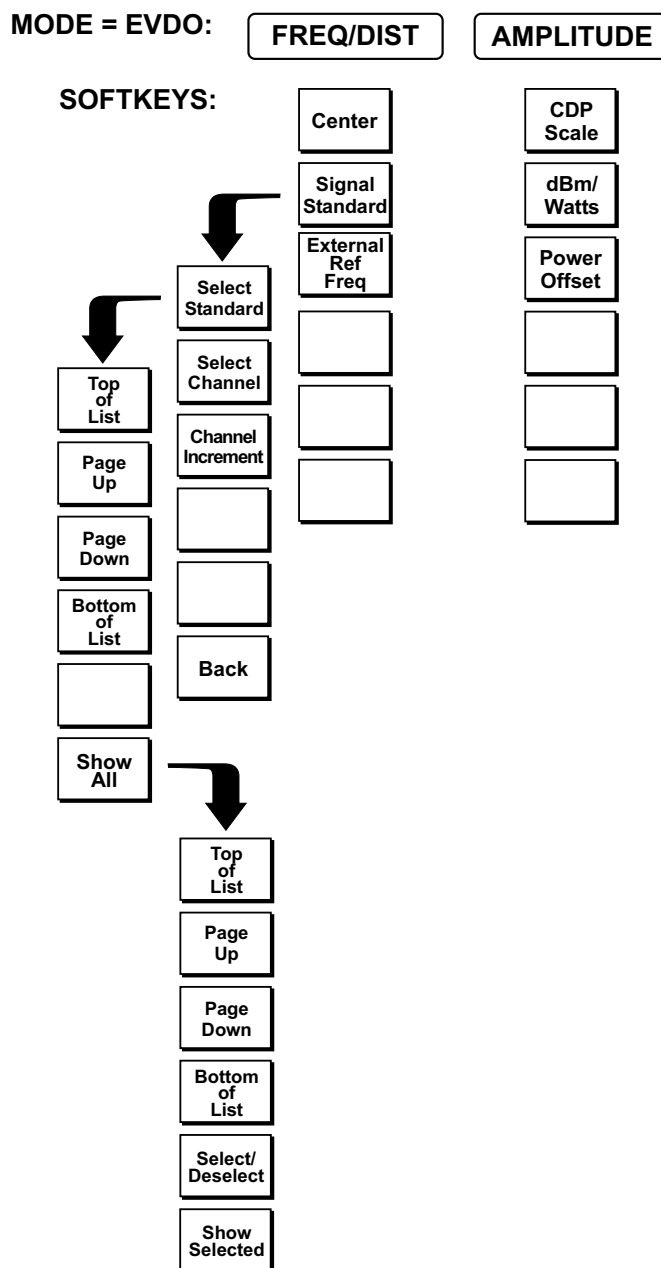 MODE = EVDO:
FREQ/DIST
AMPLITUDE
SOFTKEYS:
Center
Signal
Standard
External
Ref
Freq
CDP
Scale
dBm/
Watts
Power
Offset
Select
Standard
Select
Channel
Channel
Increment
Back
Top
of
List
Page
Up
Page
Down
Bottom
of
List
Show
All
Top
of
List
Page
Up
Page
Down
Bottom
of
List
Select/
Deselect
Show
Selected